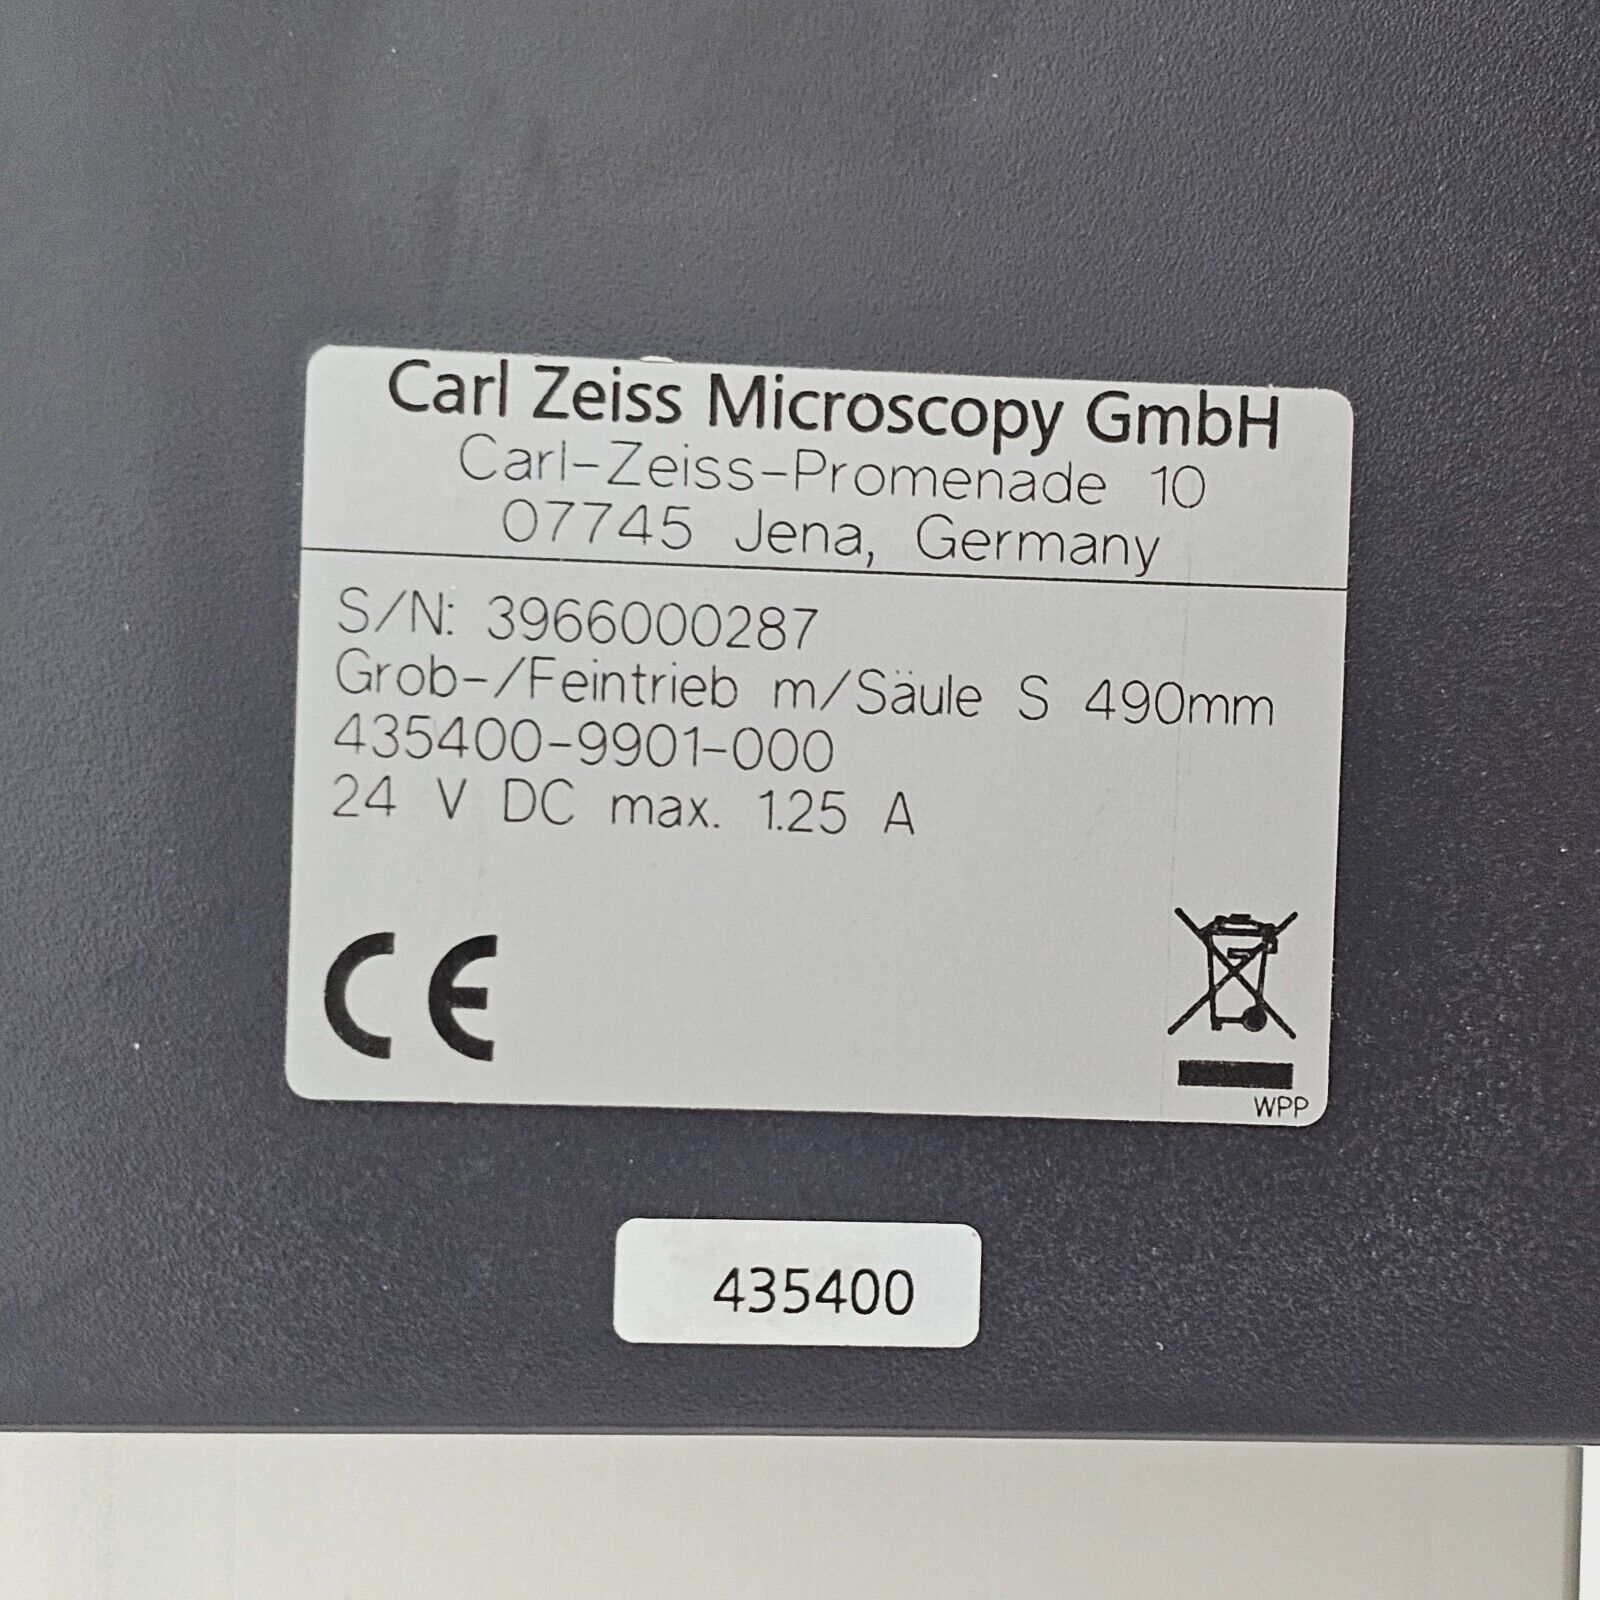 Carl Zeiss Microscopy GmbH
Carl-Zeiss-Promenade 10
07745 Jena, Germany
S/N: 3966000287
Grob-/Feintrieb m/Säule S 490mm
435400-9901-000
24 V DC max. 1.25 A
CE
WPP
435400